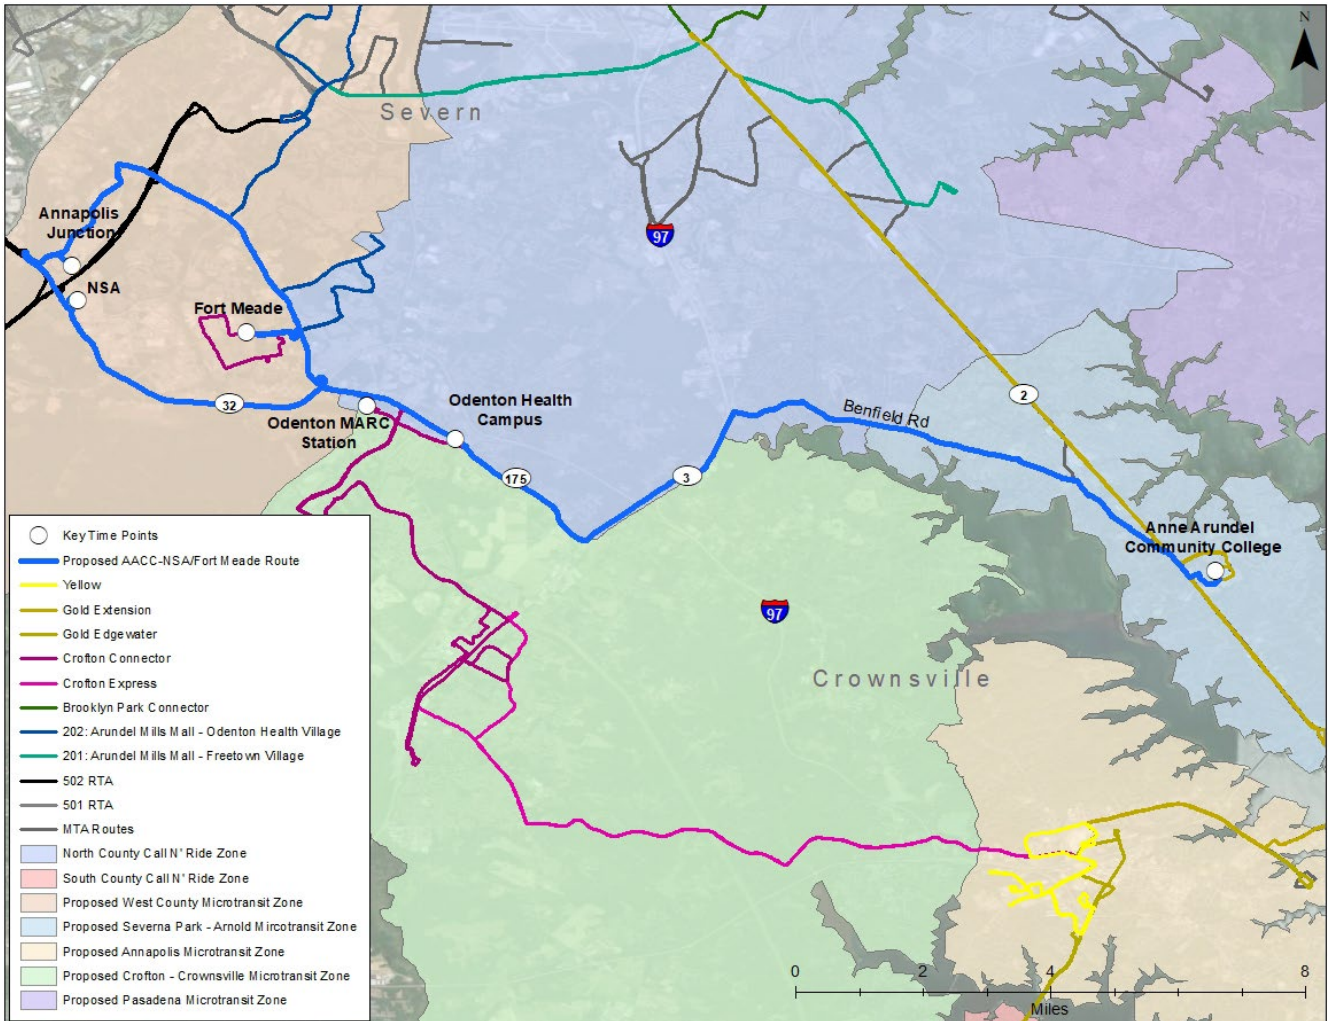 N
Severn
Annapolis
Junction
97
NSA
Fort Meade
2
32
Odenton Health
Campus
Benfield Rd
Odenton MARC
Station
175
3
Anne Arundel
Community College
97
Crownsville
Key Time Points
Proposed AACC-NSA/Fort Meade Route
Yellow
Gold Extension
Gold Edgewater
Crofton Connector
Crofton Express
Brooklyn Park Connector
202: Arundel Mills Mall - Odenton Health Village
201: Arundel Mills Mall - Freetown Village
502 RTA
501 RTA
MTA Routes
North County Call N' Ride Zone
South County Call N' Ride Zone
Proposed West County Microtransit Zone
Proposed Severna Park - Arnold Mircotransit Zone
Proposed Annapolis Microtransit Zone
Proposed Crofton - Crownsville Microtransit Zone
Proposed Pasadena Microtransit Zone
0 2 4 8
Miles